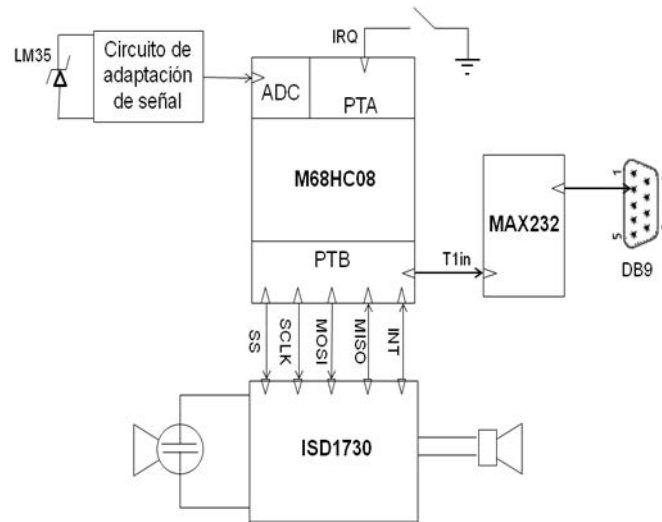 LM35
Circuito de
adaptación
de señal
IRQ
ADC
PTA
M68HC08
PTB
T1in
MAX232
1
5
DB9
SS
SCLK
MOSI
MISO
INT
ISD1730